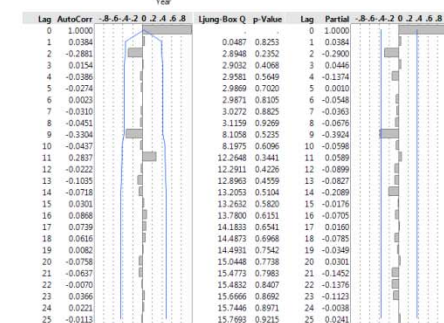 Year
Lag AutoCorr -.8-.6-.4-.2 0 .2 .4 .6 .8 Ljung-Box Q p-Value Lag Partial -.8-.6-.4-.2 0 .2 .4 .6 .8
0 1.0000 0 1.0000
1 0.0384 0.0487 0.8253 1 0.0384
2 -0.2881 2.8948 0.2352 2 -0.2900
3 0.0154 2.9032 0.4068 3 0.0446
4 -0.0386 2.9581 0.5649 4 -0.1374
5 -0.0274 2.9869 0.7020 5 0.0010
6 0.0023 2.9871 0.8105 6 -0.0548
7 -0.0310 3.0272 0.8825 7 -0.0363
8 -0.0451 3.1159 0.9269 8 -0.0676
9 -0.3304 8.1058 0.5235 9 -0.3924
10 -0.0437 8.1975 0.6096 10 -0.0598
11 0.2837 12.2648 0.3441 11 0.0589
12 -0.0222 12.2911 0.4226 12 -0.0899
13 -0.1035 12.8963 0.4559 13 -0.0827
14 -0.0718 13.2053 0.5104 14 -0.2089
15 0.0301 13.2632 0.5820 15 -0.0176
16 0.0868 13.7800 0.6151 16 -0.0705
17 0.0739 14.1833 0.6541 17 0.0160
18 0.0616 14.4873 0.6968 18 -0.0785
19 0.0082 14.4931 0.7542 19 -0.0349
20 -0.0758 15.0448 0.7738 20 0.0301
21 -0.0637 15.4773 0.7983 21 -0.1452
22 -0.0070 15.4832 0.8407 22 -0.1376
23 0.0366 15.6666 0.8692 23 -0.1123
24 0.0221 15.7446 0.8971 24 -0.0038
25 -0.0113 15.7693 0.9215 25 0.0241